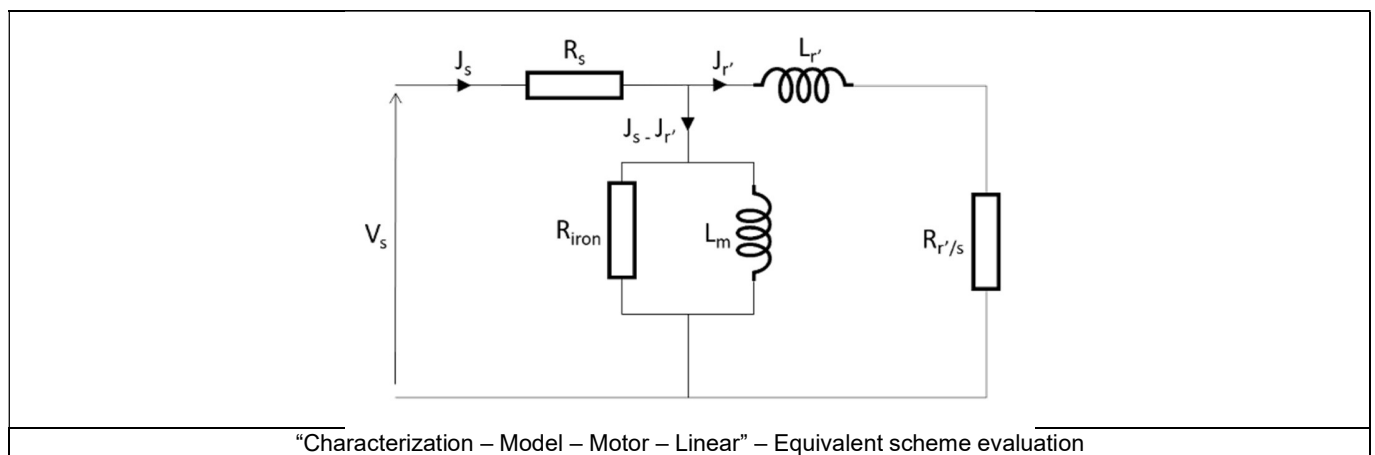 J_s R_s J_r' L_r'
J_s - J_r'
V_s R_iron L_m R_r'/s
“Characterization – Model – Motor – Linear” – Equivalent scheme evaluation